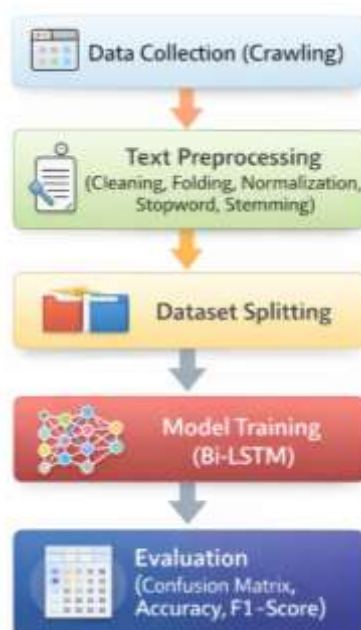 Data Collection (Crawling)
Text Preprocessing
(Cleaning, Folding, Normalization,
Stopword, Stemming)
Dataset Splitting
Model Training
(Bi-LSTM)
Evaluation
(Confusion Matrix,
Accuracy, F1-Score)